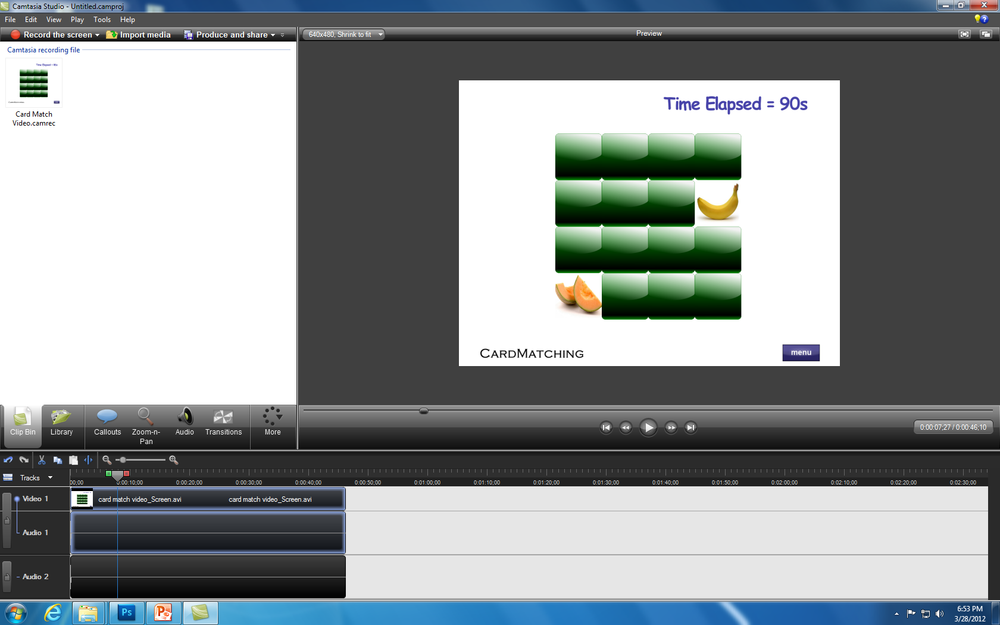 Camtasia Studio - Untitled.camproj
File Edit View Play Tools Help
Record the screen Import media Produce and share
640x480, Shrink to fit
Preview
Camtasia recording file
Card Match
Video.camrec
Time Elapsed = 90s
CARDMATCHING
menu
Clip Bin Library Callouts Zoom-n-
Pan Audio Transitions More
0:00:07;27 / 0:00:46;10
Tracks
00;00 0:00:10;00 0:00:20;00 0:00:30;00 0:00:40;00 0:00:50;00 0:01:00;00 0:01:10;00 0:01:20;00 0:01:30;00 0:01:40;00 0:01:50;00 0:02:00;00 0:02:10;00 0:02:20;00 0:02:30;00
Video 1 card match video_Screen.avi card match video_Screen.avi
Audio 1
Audio 2
Ps
P
6:53 PM
3/28/2012